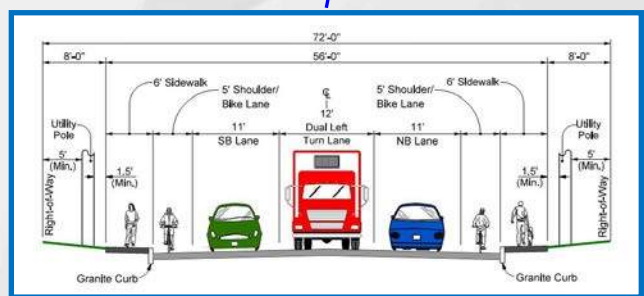 72'-0"
8'-0"
56'-0"
8'-0"
6' Sidewalk
5' Shoulder/
Bike Lane
℄
12'
Dual Left
Turn Lane
5' Shoulder/
Bike Lane
6' Sidewalk
Utility
Pole
11'
SB Lane
11'
NB Lane
Utility
Pole
5'
(Min.)
1.5'
(Min.)
1.5'
(Min.)
5'
(Min.)
Right-of-Way
Right-of-Way
Granite Curb
Granite Curb